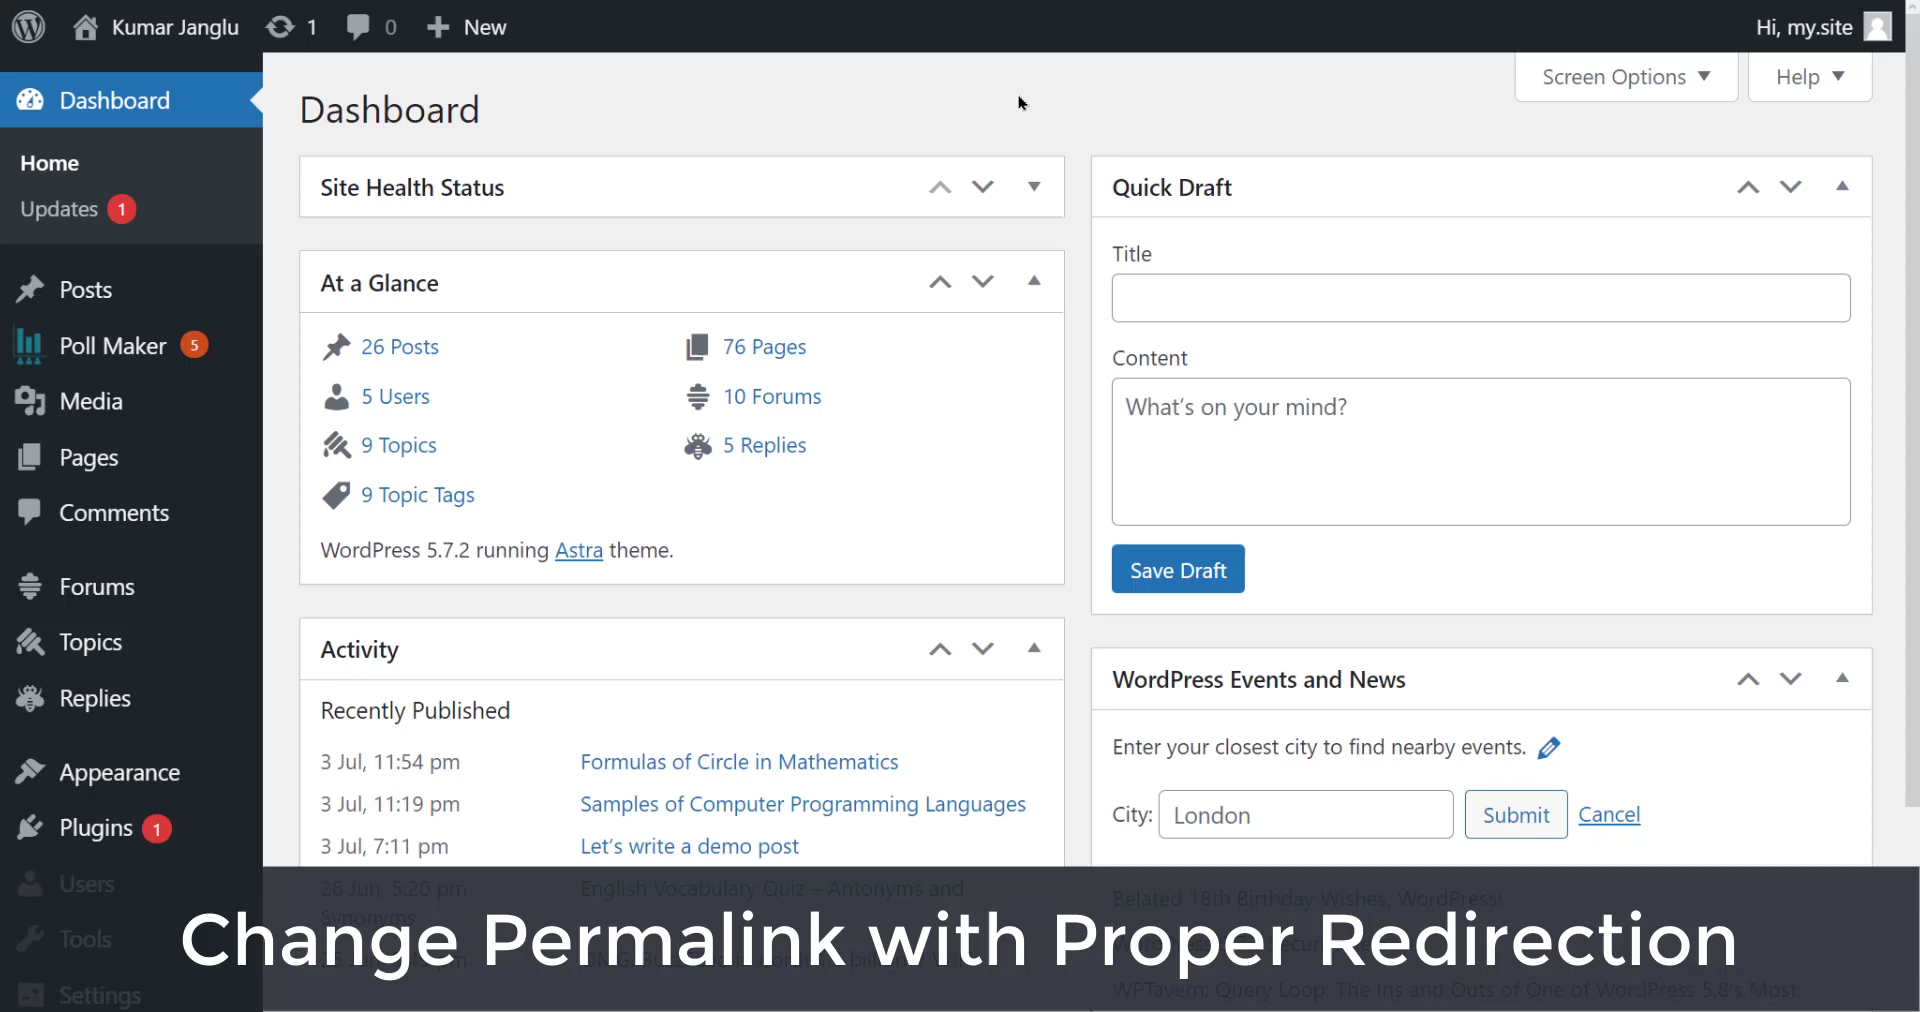 Kumar Janglu 1 0 New Hi, my.site
Screen Options Help
Dashboard
Home
Updates 1
Posts
Poll Maker 5
Media
Pages
Comments
Forums
Topics
Replies
Appearance
Plugins 1
Users
Tools
Settings
Dashboard
Site Health Status
At a Glance
26 Posts 76 Pages
5 Users 10 Forums
9 Topics 5 Replies
9 Topic Tags
WordPress 5.7.2 running Astra theme.
Activity
Recently Published
3 Jul, 11:54 pm Formulas of Circle in Mathematics
3 Jul, 11:19 pm Samples of Computer Programming Languages
3 Jul, 7:11 pm Let's write a demo post
26 Jun, 5:20 pm English Vocabulary Quiz – Antonyms and
Synonyms
Quick Draft
Title
Content
What's on your mind?
Save Draft
WordPress Events and News
Enter your closest city to find nearby events.
City: London Submit Cancel
Belated 18th Birthday Wishes, WordPress!
WPTavern: Query Loop: The Ins and Outs of One of WordPress 5.8's Most
Change Permalink with Proper Redirection